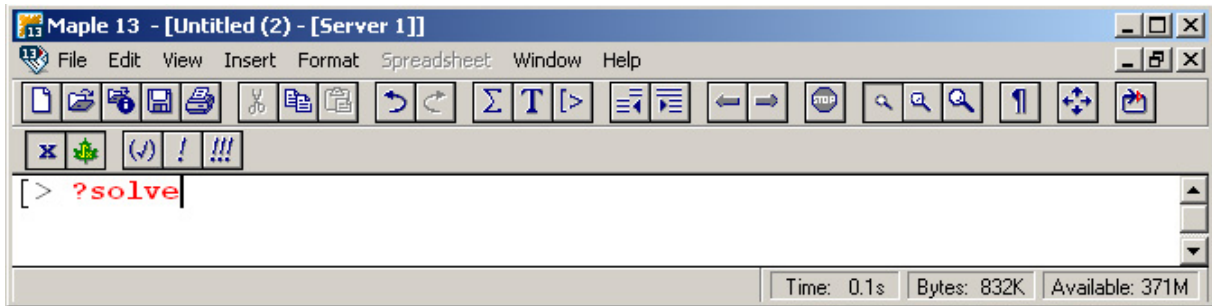 Maple 13 - [Untitled (2) - [Server 1]]
File Edit View Insert Format Spreadsheet Window Help
Σ T [> STOP ¶
x (√) ! !!!
[> ?solve
Time: 0.1s Bytes: 832K Available: 371M